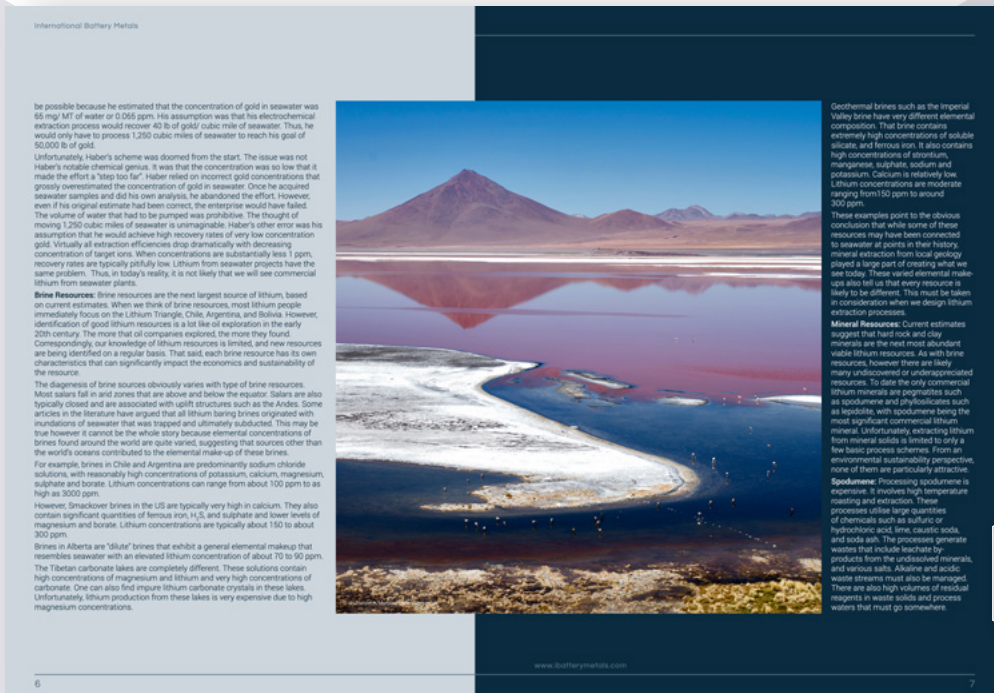 International Battery Metals
be possible because he estimated that the concentration of gold in seawater was
65 mg/ MT of water or 0.065 ppm. His assumption was that his electrochemical
extraction process would recover 40 lb of gold/ cubic mile of seawater. Thus, he
would only have to process 1,250 cubic miles of seawater to reach his goal of
50,000 lb of gold.
Unfortunately, Haber's scheme was doomed from the start. The issue was not
Haber's notable chemical genius. It was that the concentration was so low that it
made the effort a "step too far". Haber relied on incorrect gold concentrations that
grossly overestimated the concentration of gold in seawater. Once he acquired
seawater samples and did his own analysis, he abandoned the effort. However,
even if his original estimate had been correct, the enterprise would have failed.
The volume of water that had to be pumped was prohibitive. The thought of
moving 1,250 cubic miles of seawater is unimaginable. Haber's other error was his
assumption that he would achieve high recovery rates of very low concentration
gold. Virtually all extraction efficiencies drop dramatically with decreasing
concentration of target ions. When concentrations are substantially less 1 ppm,
recovery rates are typically pitifully low. Lithium from seawater projects have the
same problem. Thus, in today's reality, it is not likely that we will see commercial
lithium from seawater plants.
Brine Resources: Brine resources are the next largest source of lithium, based
on current estimates. When we think of brine resources, most lithium people
immediately focus on the Lithium Triangle, Chile, Argentina, and Bolivia. However,
identification of good lithium resources is a lot like oil exploration in the early
20th century. The more that oil companies explored, the more they found.
Correspondingly, our knowledge of lithium resources is limited, and new resources
are being identified on a regular basis. That said, each brine resource has its own
characteristics that can significantly impact the economics and sustainability of
the resource.
The diagenesis of brine sources obviously varies with type of brine resources.
Most salars fall in arid zones that are above and below the equator. Salars are also
typically closed and are associated with uplift structures such as the Andes. Some
articles in the literature have argued that all lithium baring brines originated with
inundations of seawater that was trapped and ultimately subducted. This may be
true however it cannot be the whole story because elemental concentrations of
brines found around the world are quite varied, suggesting that sources other than
the world's oceans contributed to the elemental make-up of these brines.
For example, brines in Chile and Argentina are predominantly sodium chloride
solutions, with reasonably high concentrations of potassium, calcium, magnesium,
sulphate and borate. Lithium concentrations can range from about 100 ppm to as
high as 3000 ppm.
However, Smackover brines in the US are typically very high in calcium. They also
contain significant quantities of ferrous iron, H₂S, and sulphate and lower levels of
magnesium and borate. Lithium concentrations are typically about 150 to about
300 ppm.
Brines in Alberta are "dilute" brines that exhibit a general elemental makeup that
resembles seawater with an elevated lithium concentration of about 70 to 90 ppm.
The Tibetan carbonate lakes are completely different. These solutions contain
high concentrations of magnesium and lithium and very high concentrations of
carbonate. One can also find impure lithium carbonate crystals in these lakes.
Unfortunately, lithium production from these lakes is very expensive due to high
magnesium concentrations.
Geothermal brines such as the Imperial
Valley brine have very different elemental
composition. That brine contains
extremely high concentrations of soluble
silicate, and ferrous iron. It also contains
high concentrations of strontium,
manganese, sulphate, sodium and
potassium. Calcium is relatively low.
Lithium concentrations are moderate
ranging from150 ppm to around
300 ppm.
These examples point to the obvious
conclusion that while some of these
resources may have been connected
to seawater at points in their history,
mineral extraction from local geology
played a large part of creating what we
see today. These varied elemental make-
ups also tell us that every resource is
likely to be different. This must be taken
in consideration when we design lithium
extraction processes.
Mineral Resources: Current estimates
suggest that hard rock and clay
minerals are the next most abundant
viable lithium resources. As with brine
resources, however there are likely
many undiscovered or underappreciated
resources. To date the only commercial
lithium minerals are pegmatites such
as spodumene and phyllosilicates such
as lepidolite, with spodumene being the
most significant commercial lithium
mineral. Unfortunately, extracting lithium
from mineral solids is limited to only a
few basic process schemes. From an
environmental sustainability perspective,
none of them are particularly attractive.
Spodumene: Processing spodumene is
expensive. It involves high temperature
roasting and extraction. These
processes utilise large quantities
of chemicals such as sulfuric or
hydrochloric acid, lime, caustic soda,
and soda ash. The processes generate
wastes that include leachate by-
products from the undissolved minerals,
and various salts. Alkaline and acidic
waste streams must also be managed.
There are also high volumes of residual
reagents in waste solids and process
waters that must go somewhere.
www.ibatterymetals.com
6
7